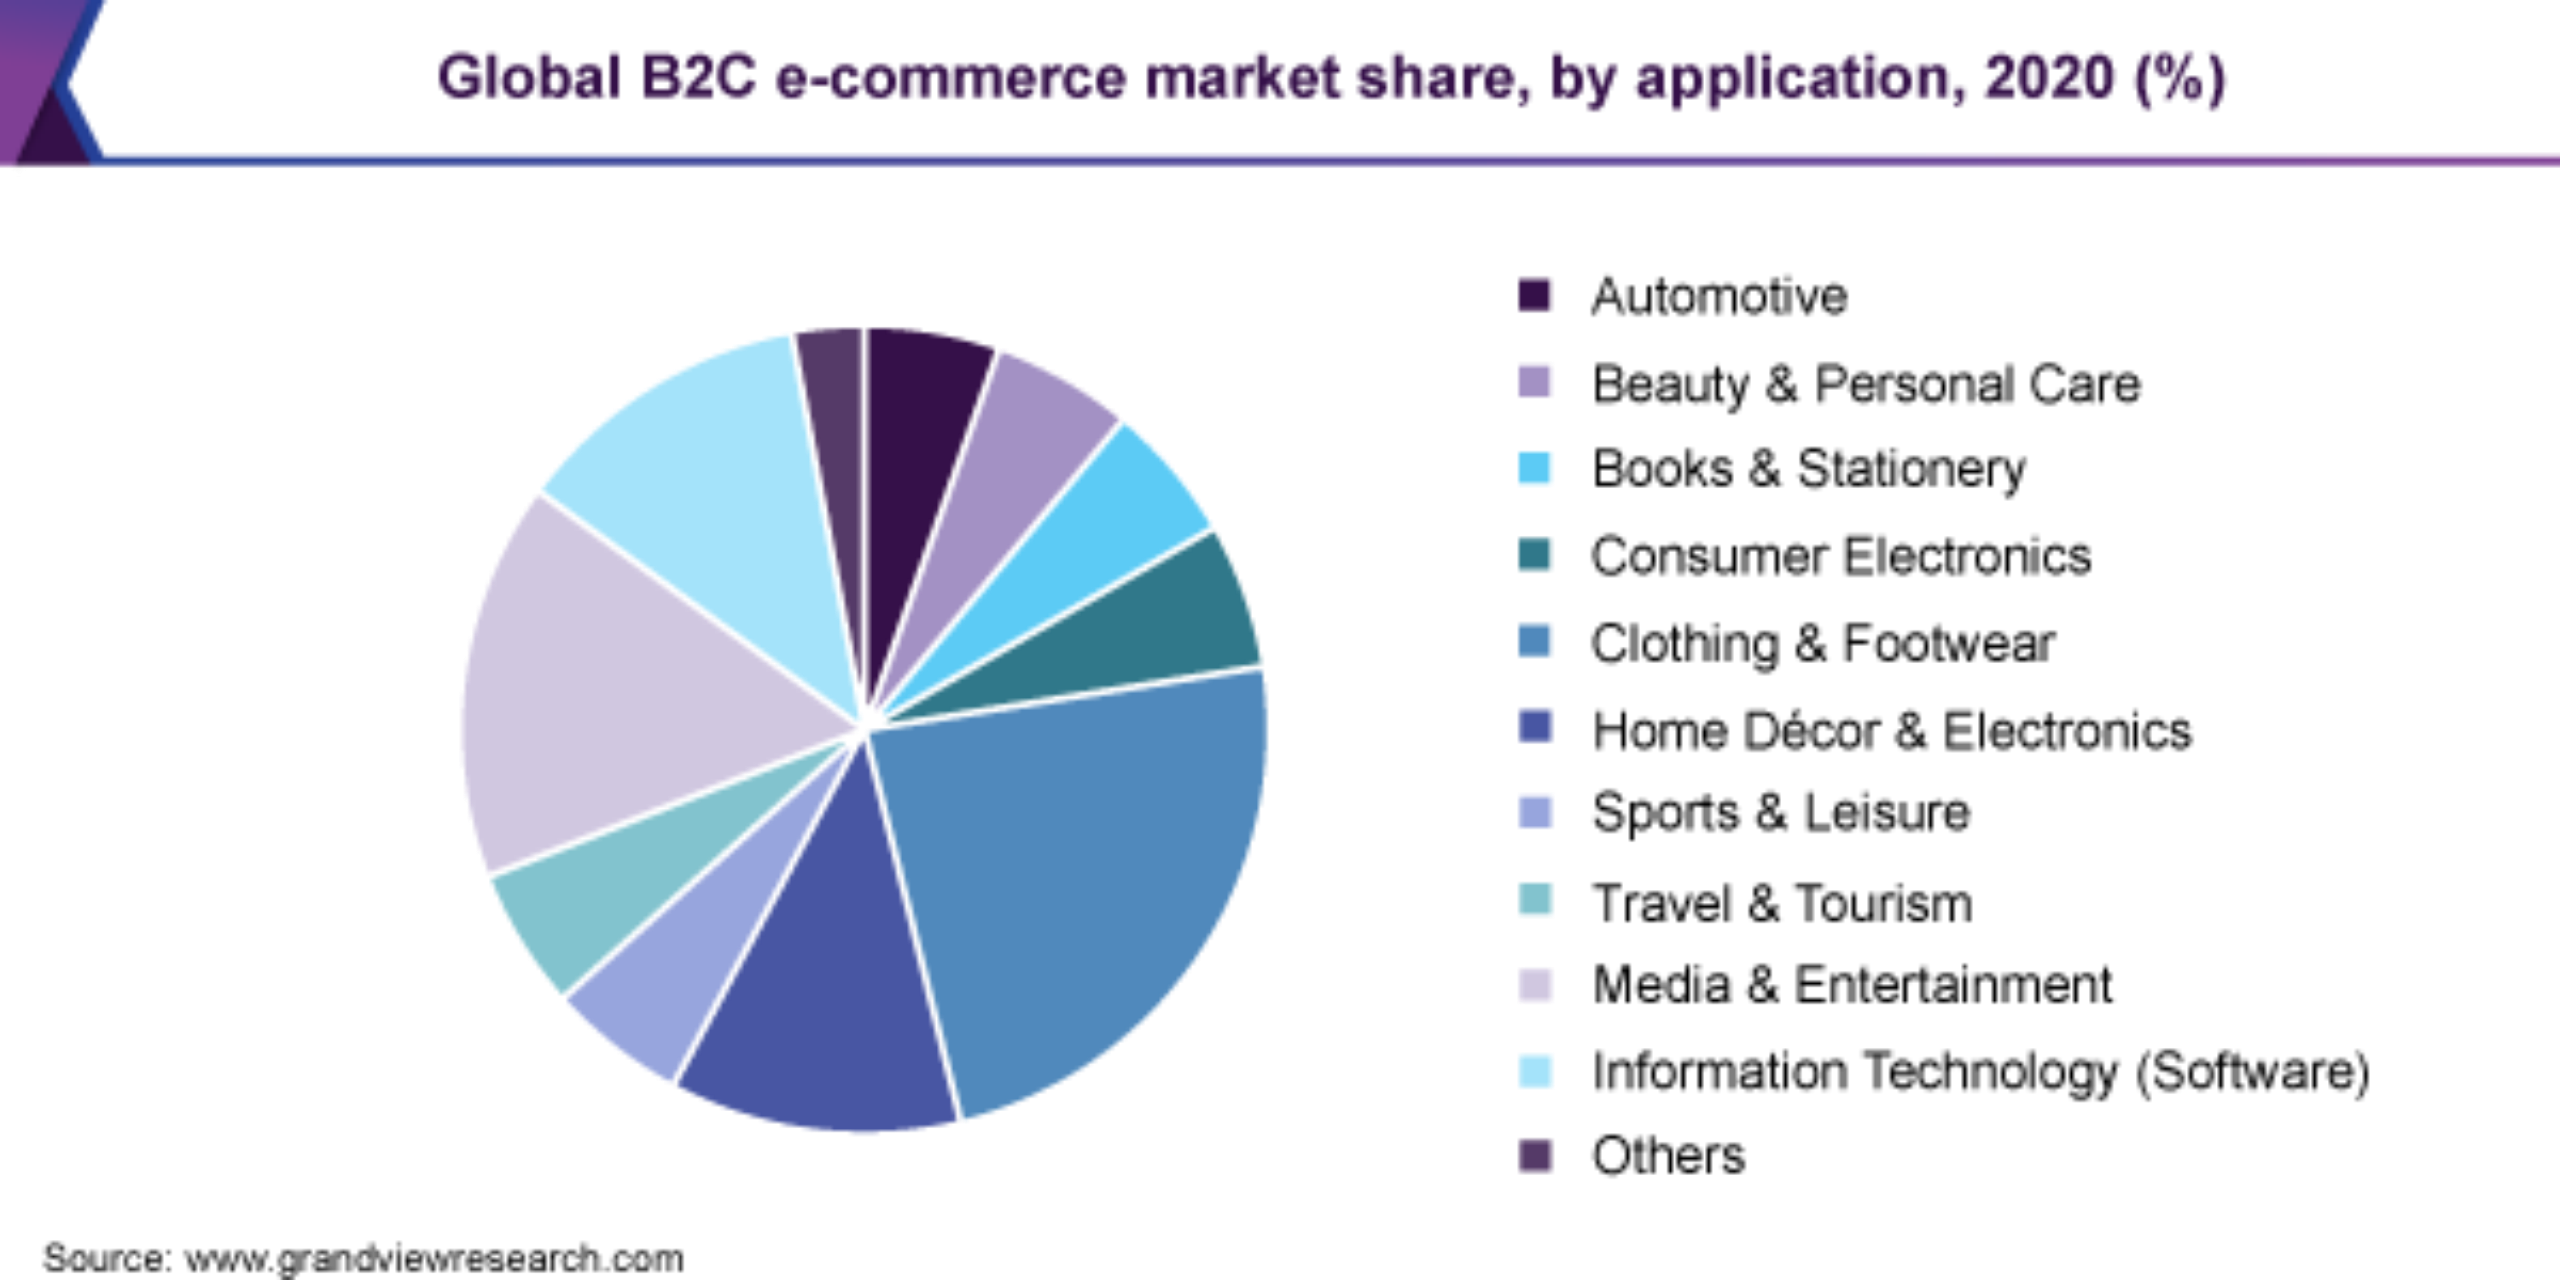 Global B2C e-commerce market share, by application, 2020 (%)
Automotive
Beauty & Personal Care
Books & Stationery
Consumer Electronics
Clothing & Footwear
Home Décor & Electronics
Sports & Leisure
Travel & Tourism
Media & Entertainment
Information Technology (Software)
Others
Source: www.grandviewresearch.com